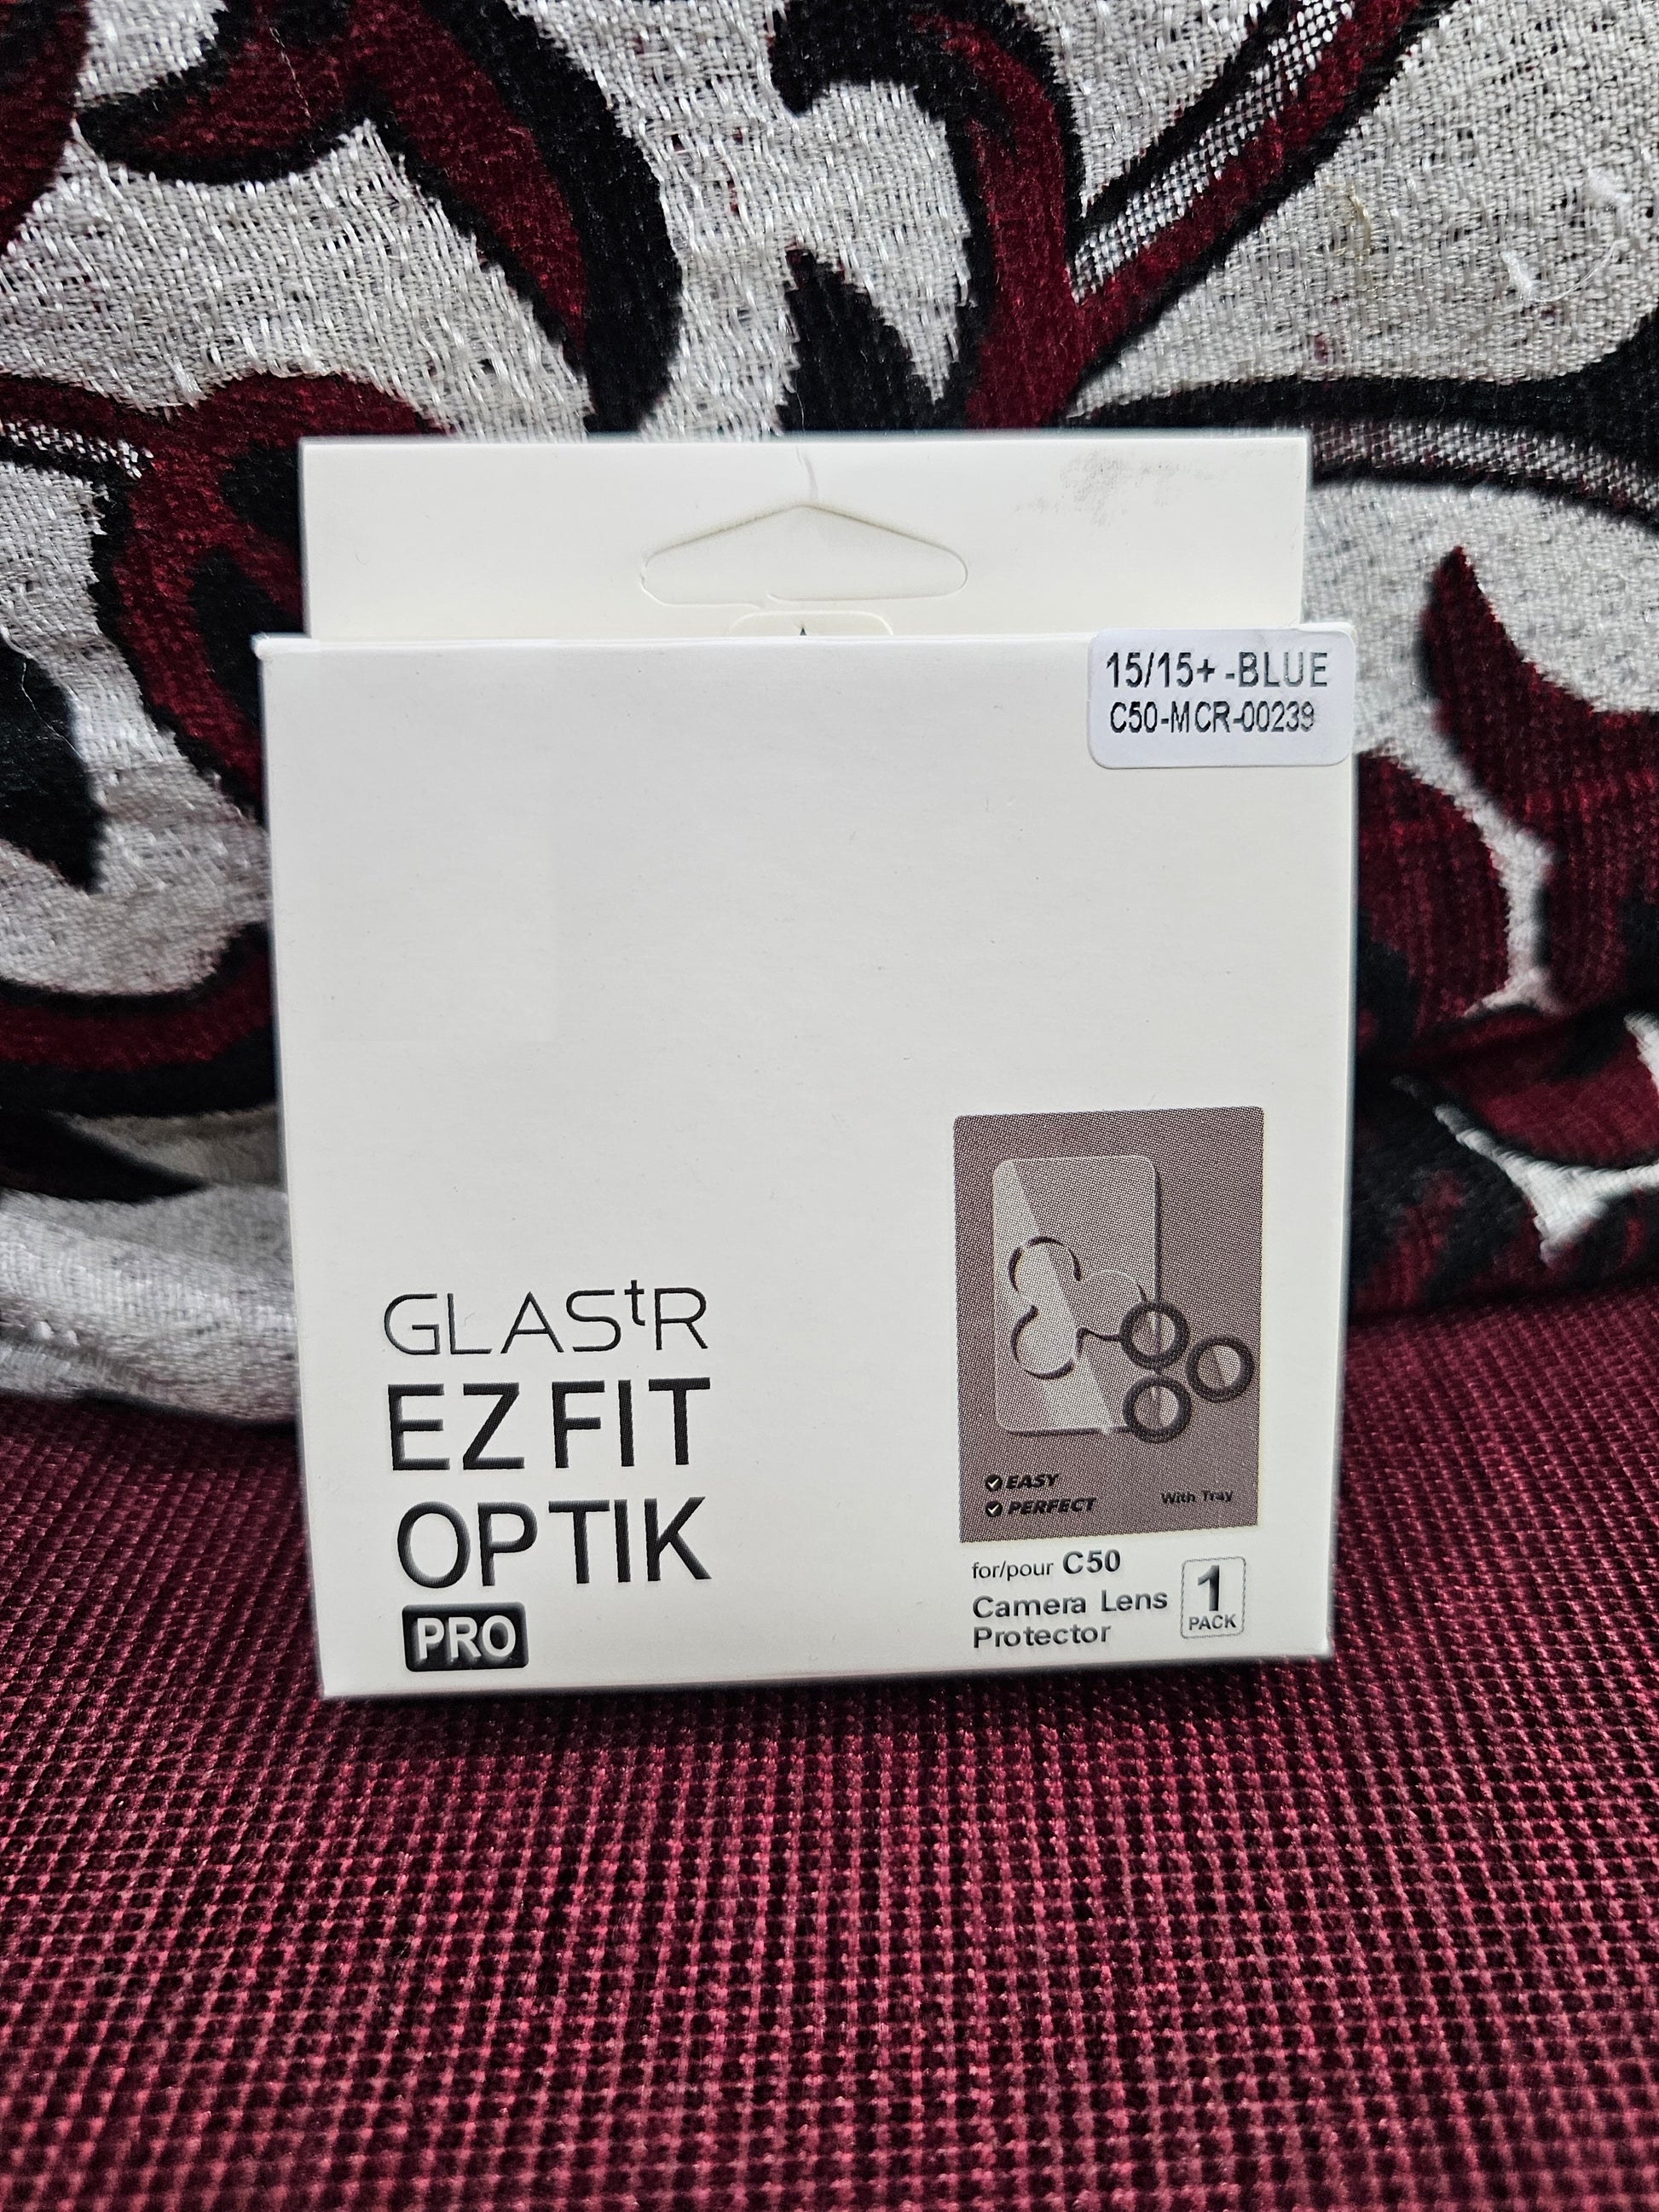 15/15+ -BLUE
C50-MCR-00239
GLAStR
EZ FIT
OPTIK
PRO
EASY
PERFECT
With Tray
for/pour C50
Camera Lens
Protector
1
PACK